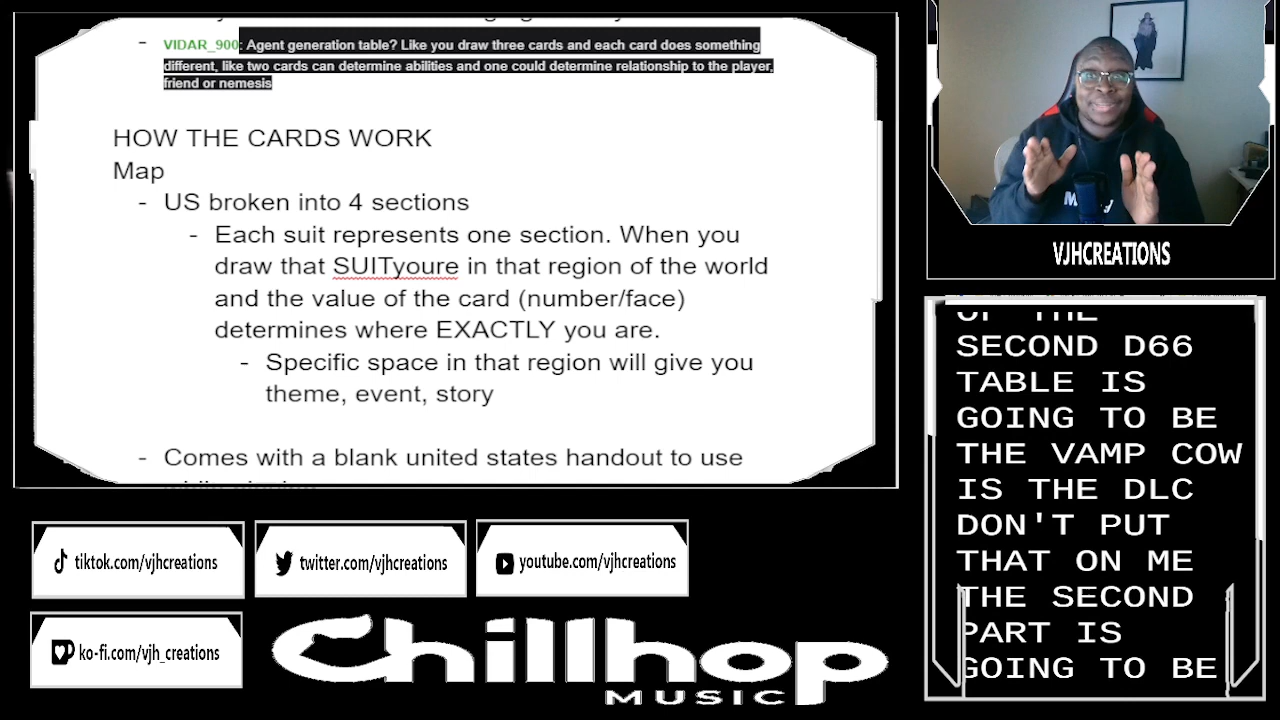 VIDAR_900: Agent generation table? Like you draw three cards and each card does something
different, like two cards can determine abilities and one could determine relationship to the player,
friend or nemesis
HOW THE CARDS WORK
Map
- US broken into 4 sections
- Each suit represents one section. When you
draw that SUITyoure in that region of the world
and the value of the card (number/face)
determines where EXACTLY you are.
- Specific space in that region will give you
theme, event, story
- Comes with a blank united states handout to use
VJHCREATIONS
OF THE
SECOND D66
TABLE IS
GOING TO BE
THE VAMP COW
IS THE DLC
DON'T PUT
THAT ON ME
THE SECOND
PART IS
GOING TO BE
tiktok.com/vjhcreations
twitter.com/vjhcreations
youtube.com/vjhcreations
ko-fi.com/vjh_creations
Chillhop
MUSIC